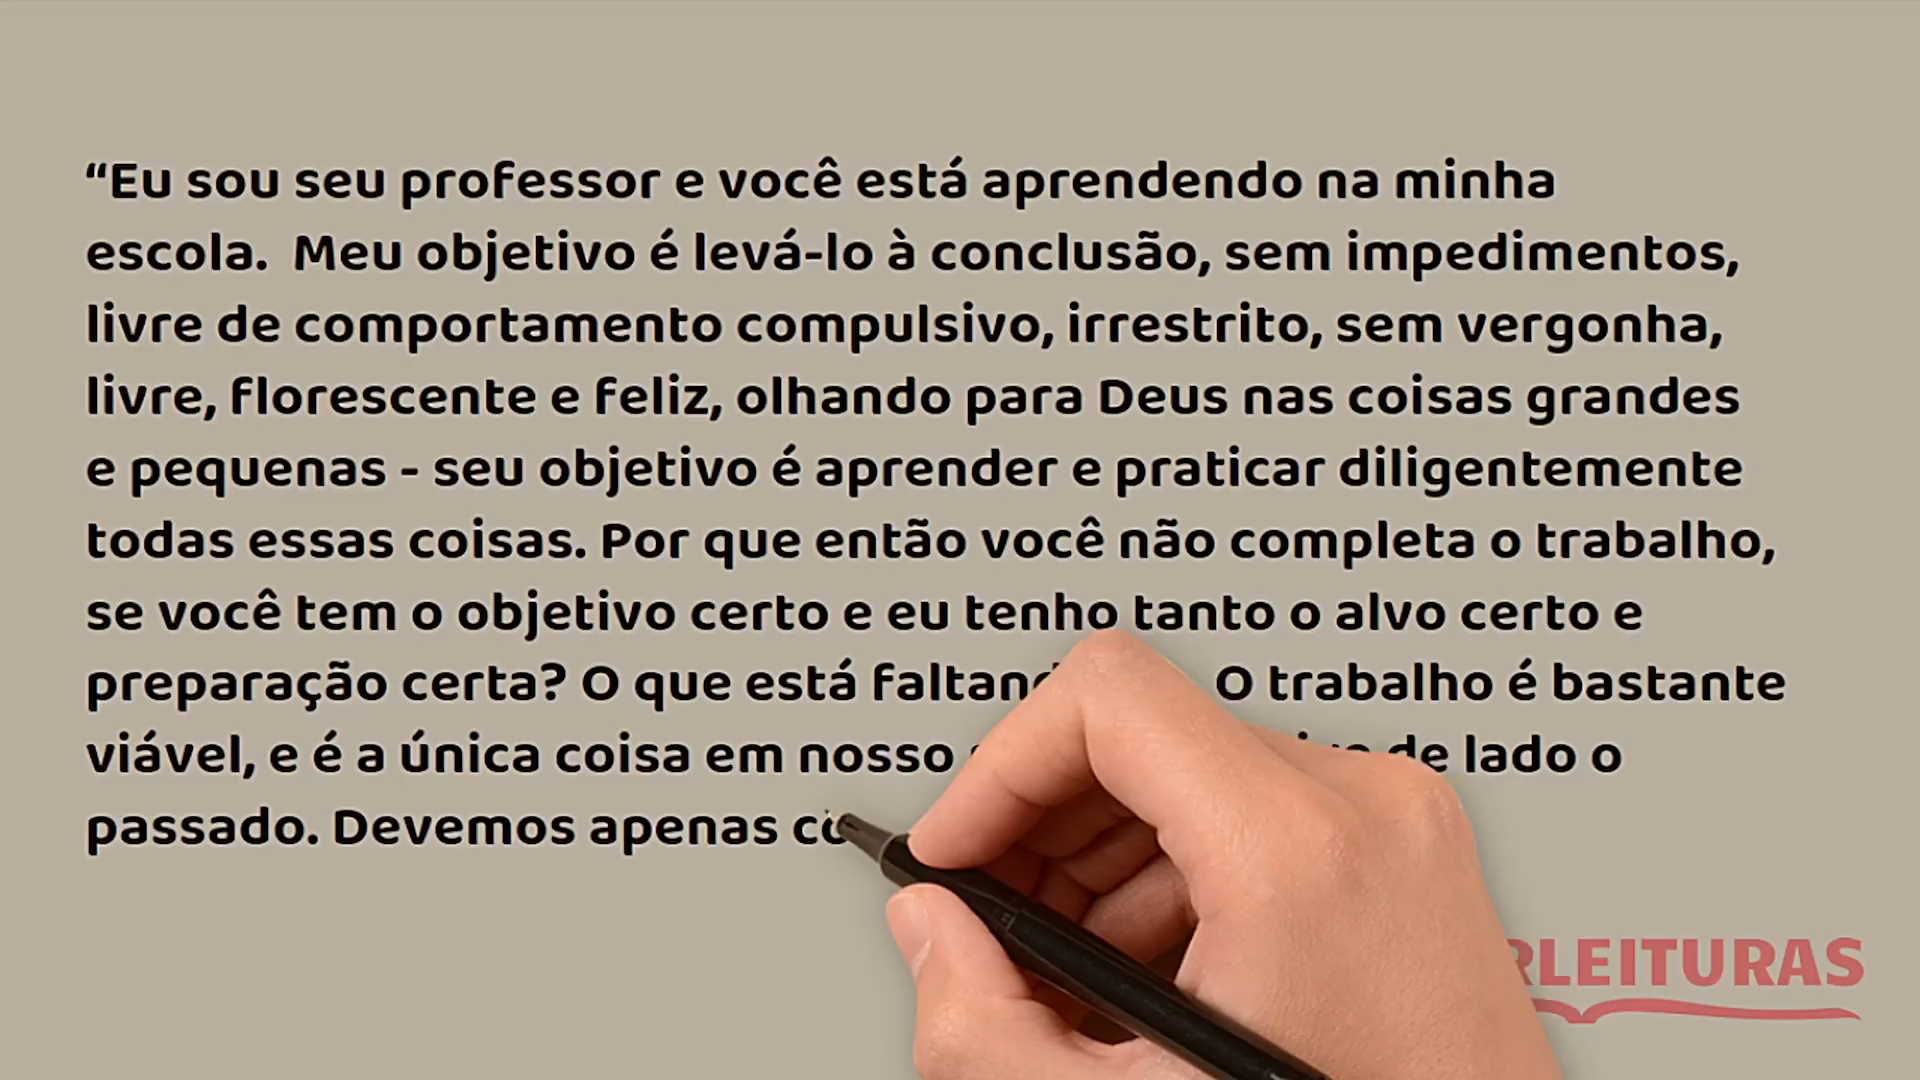 “Eu sou seu professor e você está aprendendo na minha
escola. Meu objetivo é levá-lo à conclusão, sem impedimentos,
livre de comportamento compulsivo, irrestrito, sem vergonha,
livre, florescente e feliz, olhando para Deus nas coisas grandes
e pequenas - seu objetivo é aprender e praticar diligentemente
todas essas coisas. Por que então você não completa o trabalho,
se você tem o objetivo certo e eu tenho tanto o alvo certo e
preparação certa? O que está O trabalho é bastante
viável, e é a única coisa em nosso de lado o
passado. Devemos apenas